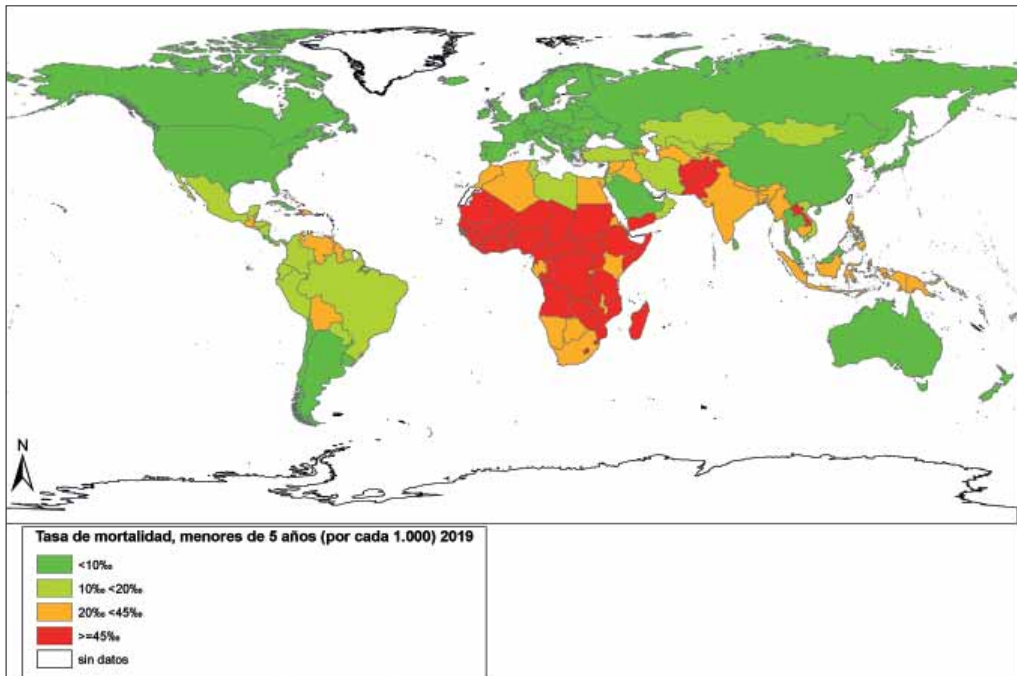 N
Tasa de mortalidad, menores de 5 años (por cada 1.000) 2019
<10‰
10‰ <20‰
20‰ <45‰
>=45‰
sin datos